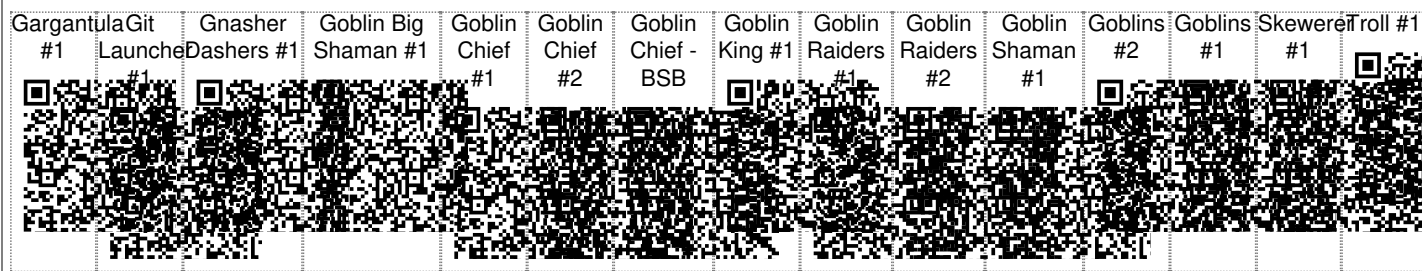 Gargantula
#1
Git
Launcher
#1
Gnasher
Dashers #1
Goblin Big
Shaman #1
Goblin
Chief
#1
Goblin
Chief
#2
Goblin
Chief -
BSB
Goblin
King #1
Goblin
Raiders
#1
Goblin
Raiders
#2
Goblin
Shaman
#1
Goblins
#2
Goblins
#1
Skewerer
#1
Troll #1